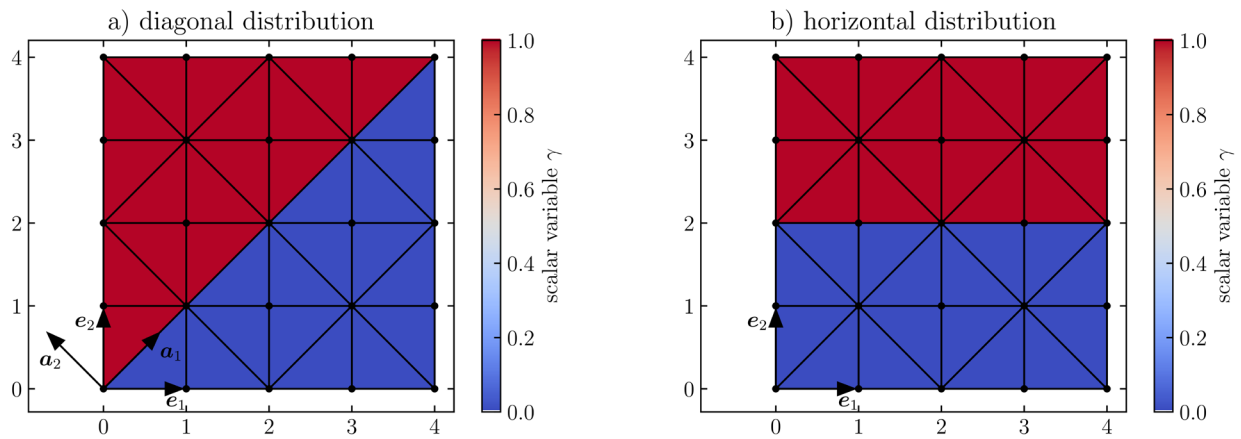 a) diagonal distribution
4
3
2
1
0
0 1 2 3 4
e₂
a₂
a₁
e₁
1.0
0.8
0.6
0.4
0.2
0.0
scalar variable γ
b) horizontal distribution
4
3
2
1
0
0 1 2 3 4
e₂
e₁
1.0
0.8
0.6
0.4
0.2
0.0
scalar variable γ